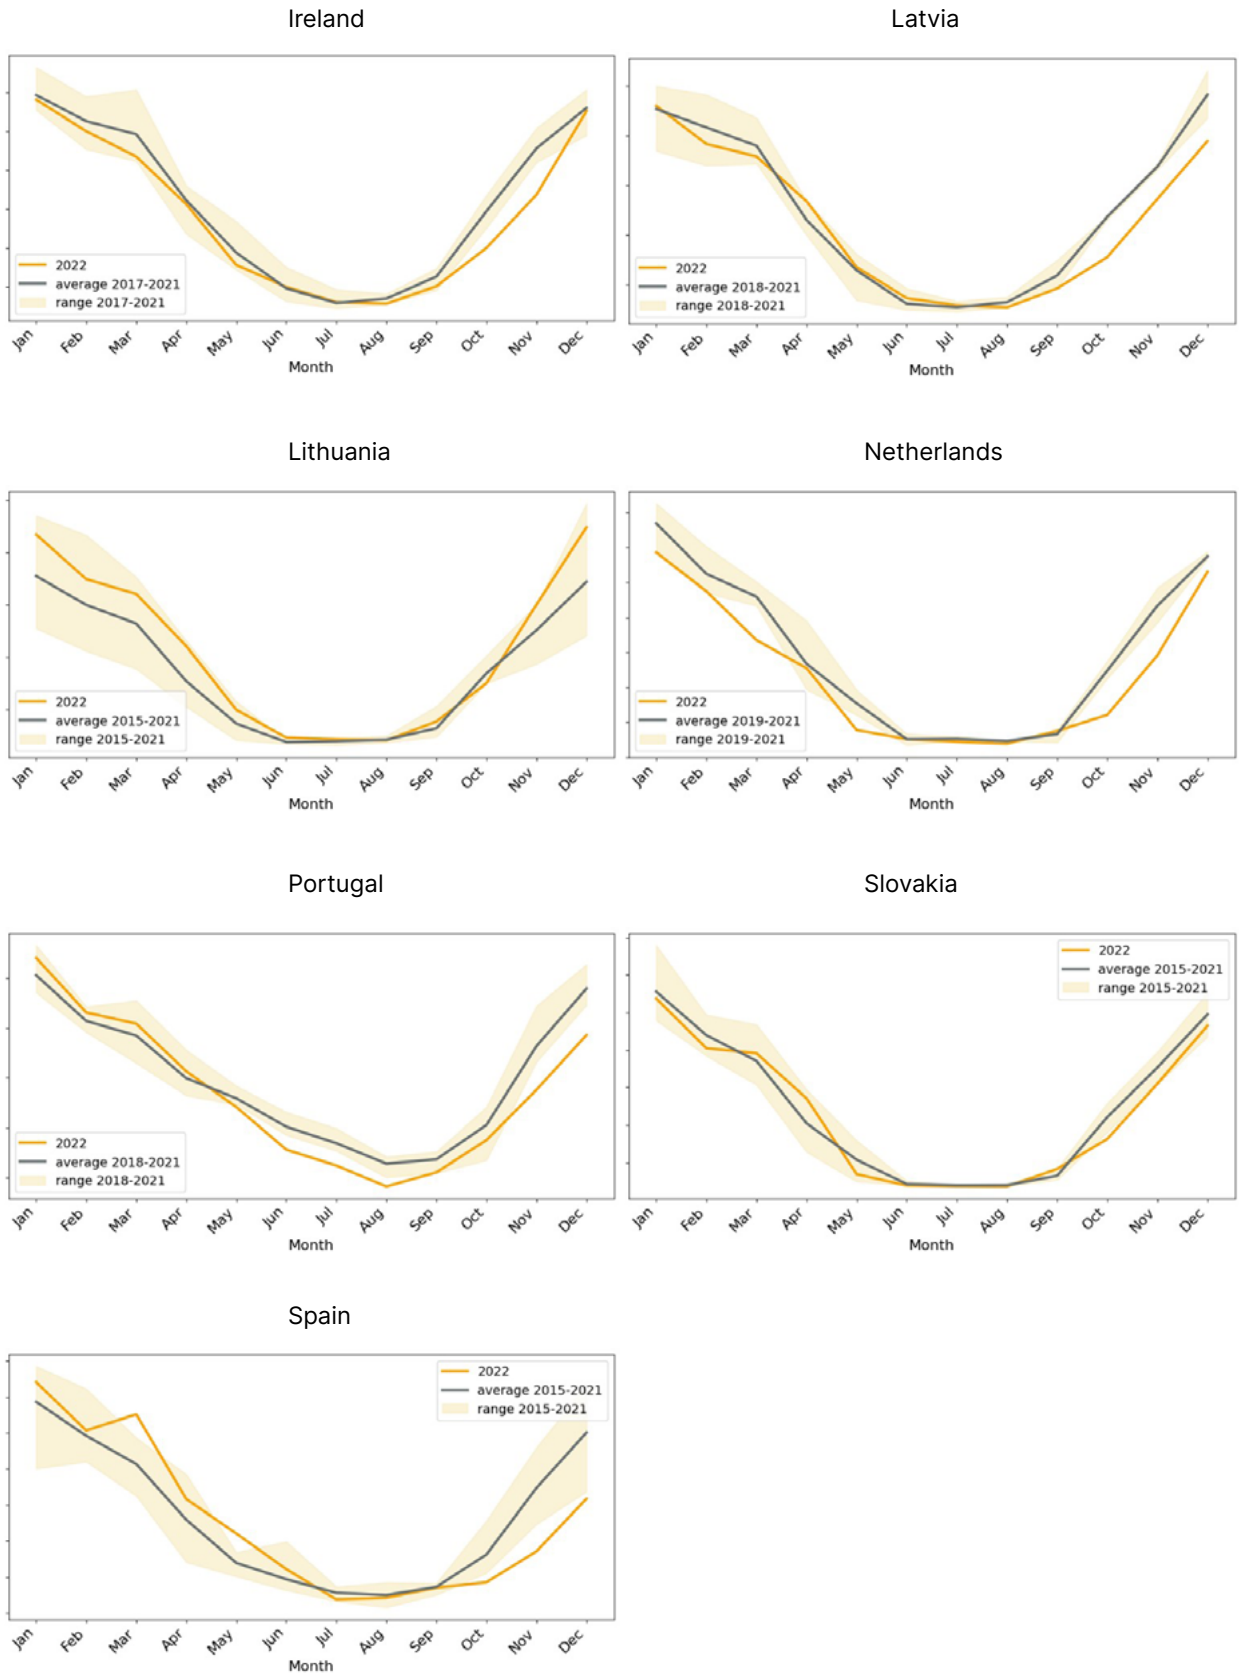 Ireland
2022
average 2017-2021
range 2017-2021
Jan Feb Mar Apr May Jun Jul Aug Sep Oct Nov Dec
Month
Latvia
2022
average 2018-2021
range 2018-2021
Jan Feb Mar Apr May Jun Jul Aug Sep Oct Nov Dec
Month
Lithuania
2022
average 2015-2021
range 2015-2021
Jan Feb Mar Apr May Jun Jul Aug Sep Oct Nov Dec
Month
Netherlands
2022
average 2019-2021
range 2019-2021
Jan Feb Mar Apr May Jun Jul Aug Sep Oct Nov Dec
Month
Portugal
2022
average 2018-2021
range 2018-2021
Jan Feb Mar Apr May Jun Jul Aug Sep Oct Nov Dec
Month
Slovakia
2022
average 2015-2021
range 2015-2021
Jan Feb Mar Apr May Jun Jul Aug Sep Oct Nov Dec
Month
Spain
2022
average 2015-2021
range 2015-2021
Jan Feb Mar Apr May Jun Jul Aug Sep Oct Nov Dec
Month